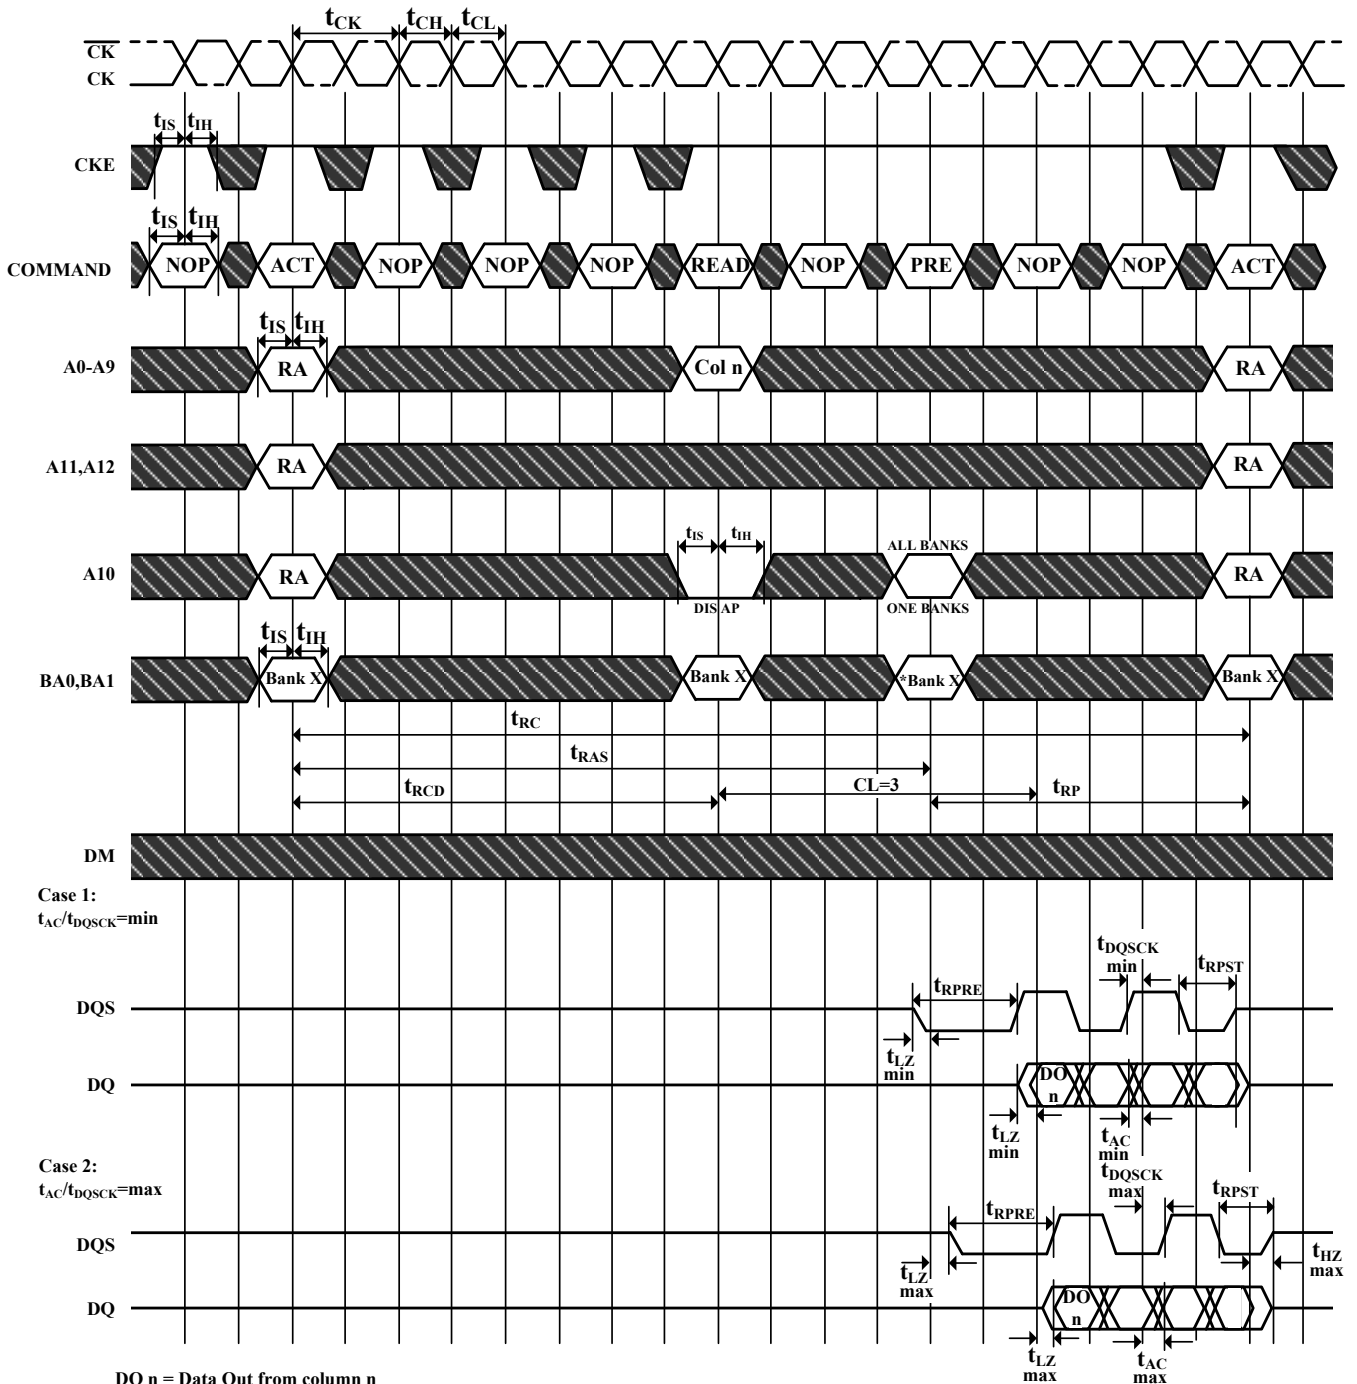 tCK tCH tCL
CK
CK
tIS tIH
CKE
tIS tIH
COMMAND NOP ACT NOP NOP NOP READ NOP PRE NOP NOP ACT
tIS tIH
A0-A9 RA Col n RA
A11,A12 RA RA
tIS tIH ALL BANKS
A10 RA RA
DIS AP ONE BANKS
tIS tIH
BA0,BA1 Bank X Bank X *Bank X Bank X
tRC
tRAS
tRCD CL=3 tRP
DM
Case 1:
tAC/tDQSCK=min
tDQSCK
min tRPST
tRPRE
DQS
tLZ
min
DQ DO
n
tLZ
min
tAC
min
Case 2:
tAC/tDQSCK=max
tDQSCK
max tRPST
tRPRE
DQS
tLZ
max
tHZ
max
DQ DO
n
tLZ
max
tAC
max
DO n = Data Out from column n